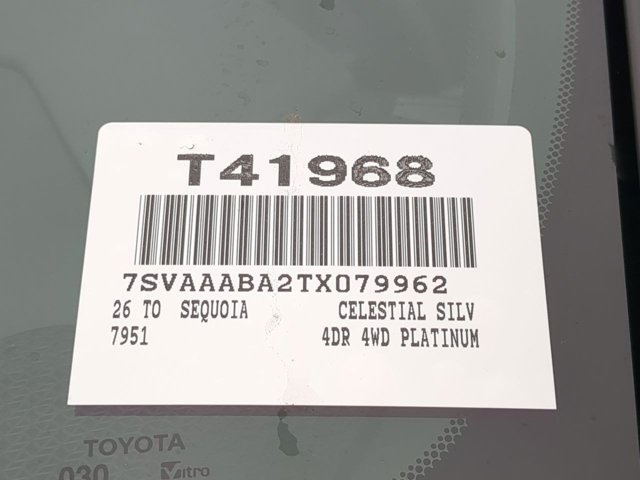 T41968
7SVAAABA2TX079962
26 TO SEQUOIA CELESTIAL SILV
7951 4DR 4WD PLATINUM
TOYOTA
030 Vitro